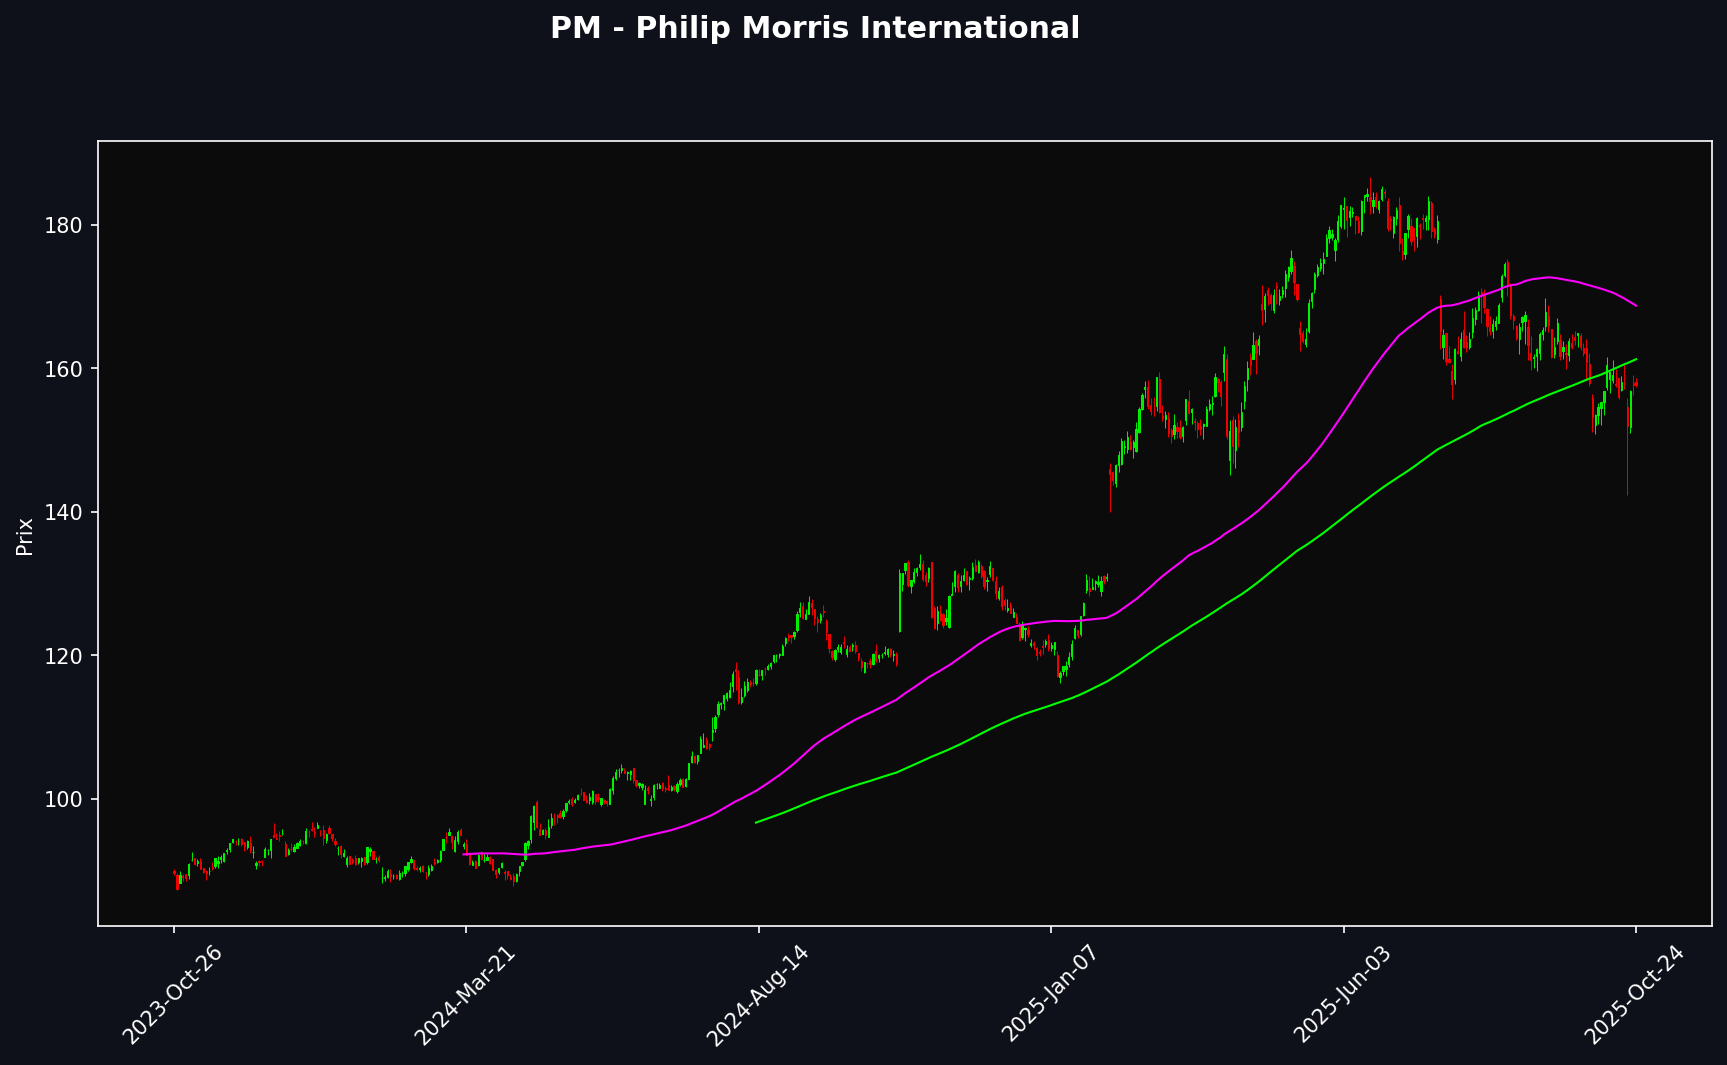 PM - Philip Morris International
Prix
180
160
140
120
100
2023-Oct-26
2024-Mar-21
2024-Aug-14
2025-Jan-07
2025-Jun-03
2025-Oct-24